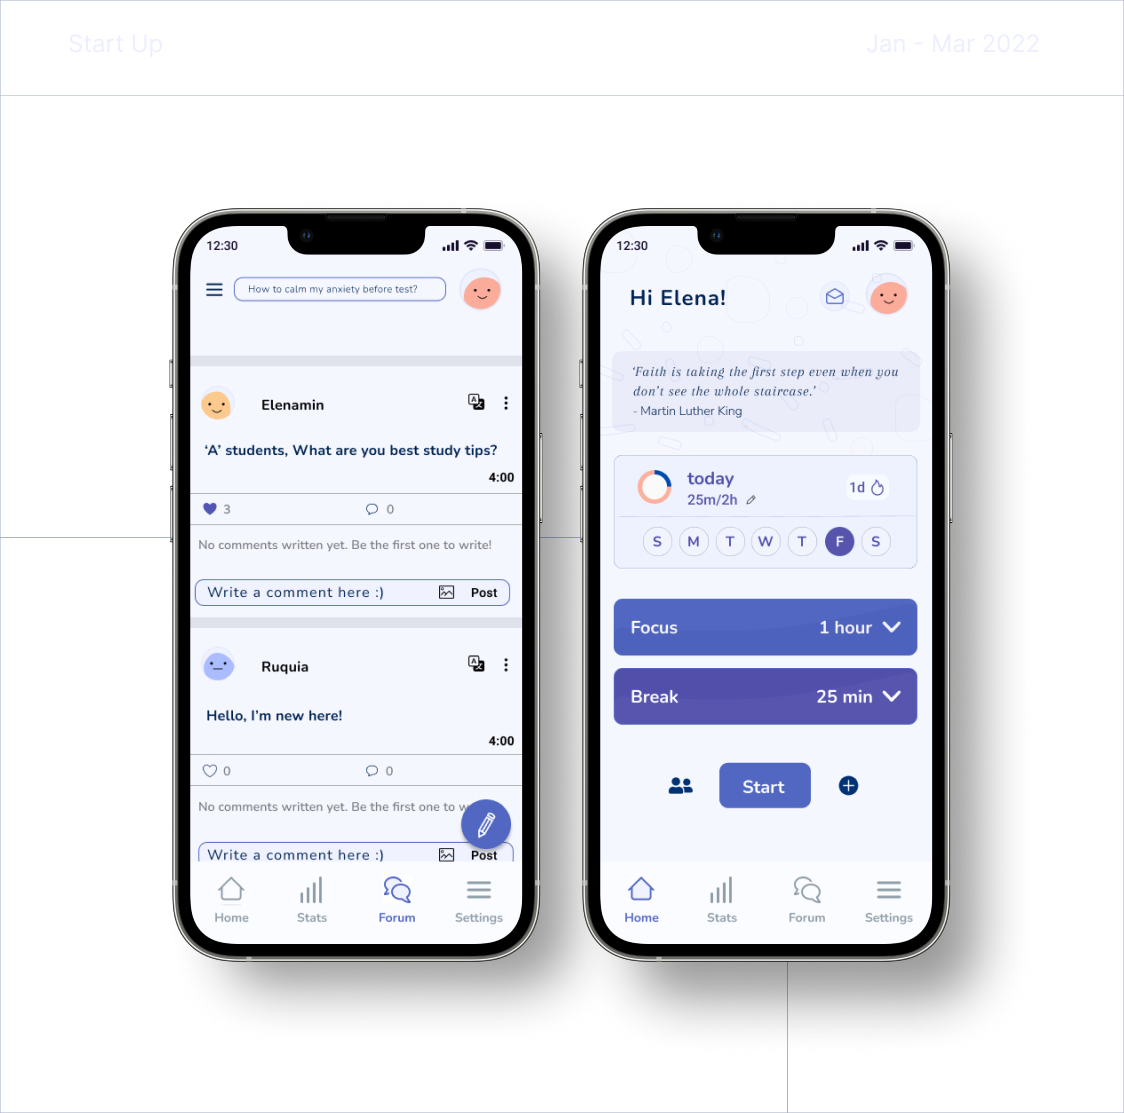 Start Up
Jan - Mar 2022
12:30
How to calm my anxiety before test?
Elenamin
‘A’ students, What are you best study tips?
4:00
3
0
No comments written yet. Be the first one to write!
Write a comment here :)
Post
Ruquia
Hello, I’m new here!
4:00
0
0
No comments written yet. Be the first one to w
Write a comment here :)
Post
Home
Stats
Forum
Settings
12:30
Hi Elena!
‘Faith is taking the first step even when you
don’t see the whole staircase.’
- Martin Luther King
today
25m/2h
1d
S M T W T F S
Focus
1 hour
Break
25 min
Start
Home
Stats
Forum
Settings